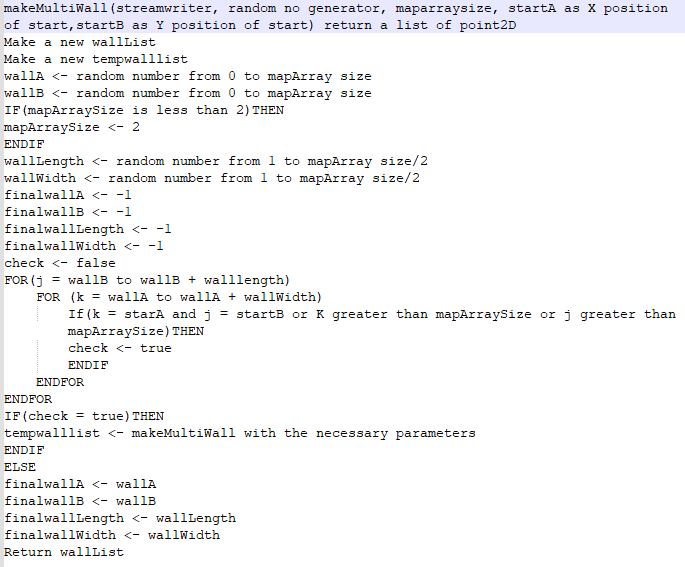 makeMultiWall(streamwriter, random no generator, maparraysize, startA as X position
of start,startB as Y position of start) return a list of point2D
Make a new wallList
Make a new tempwalllist
wallA <- random number from 0 to mapArray size
wallB <- random number from 0 to mapArray size
IF(mapArraySize is less than 2)THEN
mapArraySize <- 2
ENDIF
wallLength <- random number from 1 to mapArray size/2
wallWidth <- random number from 1 to mapArray size/2
finalwallA <- -1
finalwallB <- -1
finalwallLength <- -1
finalwallWidth <- -1
check <- false
FOR(j = wallB to wallB + walllength)
FOR (k = wallA to wallA + wallWidth)
If(k = starA and j = startB or K greater than mapArraySize or j greater than
mapArraySize)THEN
check <- true
ENDIF
ENDFOR
ENDFOR
IF(check = true)THEN
tempwalllist <- makeMultiWall with the necessary parameters
ENDIF
ELSE
finalwallA <- wallA
finalwallB <- wallB
finalwallLength <- wallLength
finalwallWidth <- wallWidth
Return wallList